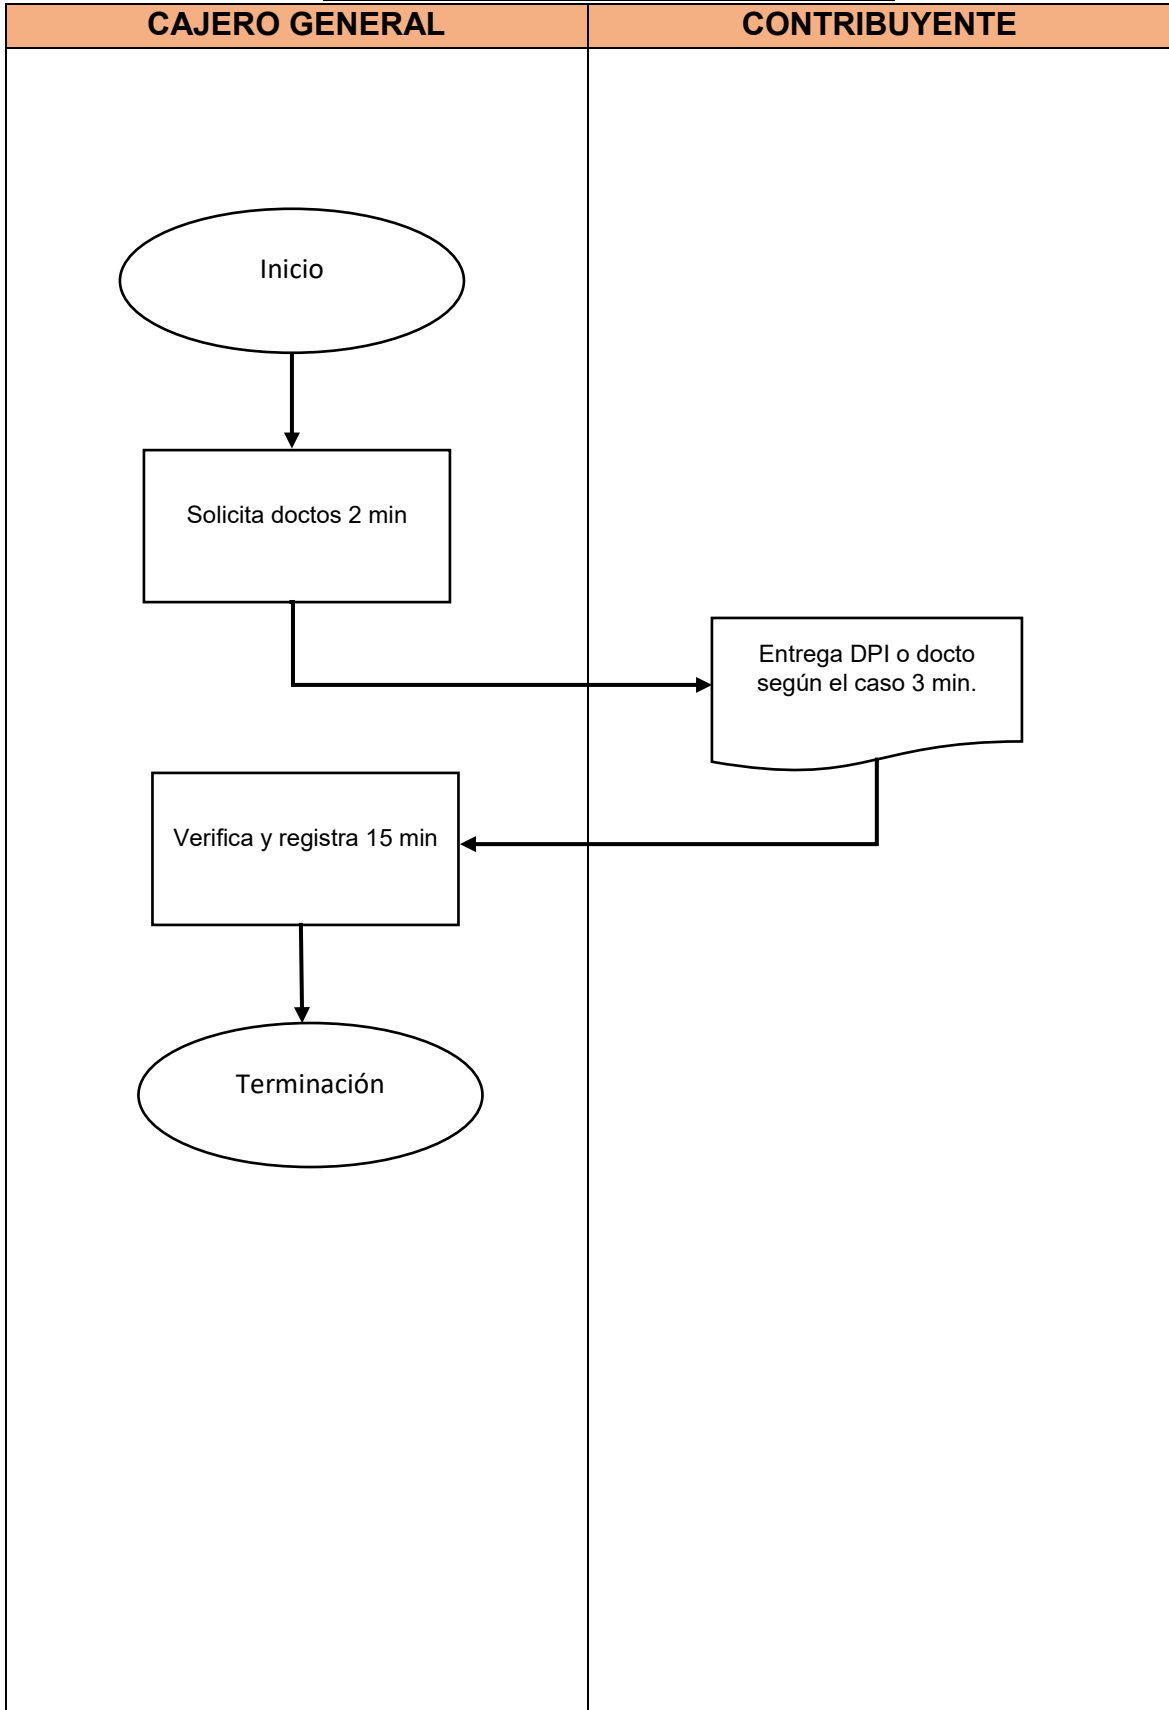 CAJERO GENERAL
CONTRIBUYENTE
Inicio
Solicita doctos 2 min
Entrega DPI o docto
según el caso 3 min.
Verifica y registra 15 min
Terminación